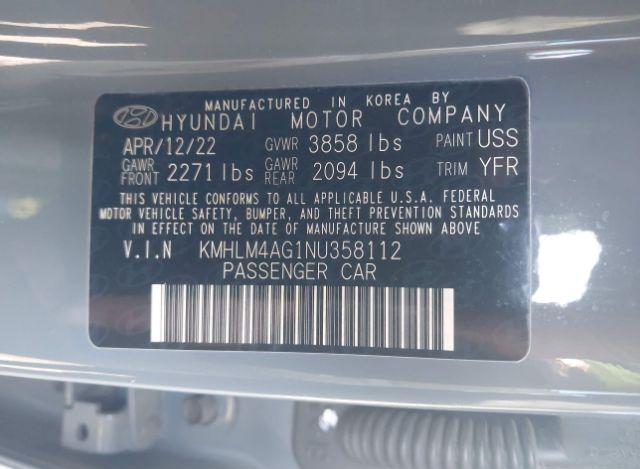 MANUFACTURED IN KOREA BY
HYUNDAI MOTOR COMPANY
APR/12/22 GVWR 3858 lbs PAINT USS
GAWR FRONT 2271 lbs GAWR REAR 2094 lbs TRIM YFR
THIS VEHICLE CONFORMS TO ALL APPLICABLE U.S.A. FEDERAL
MOTOR VEHICLE SAFETY, BUMPER, AND THEFT PREVENTION STANDARDS
IN EFFECT ON THE DATE OF MANUFACTURE SHOWN ABOVE
V.I.N KMHLM4AG1NU358112
PASSENGER CAR